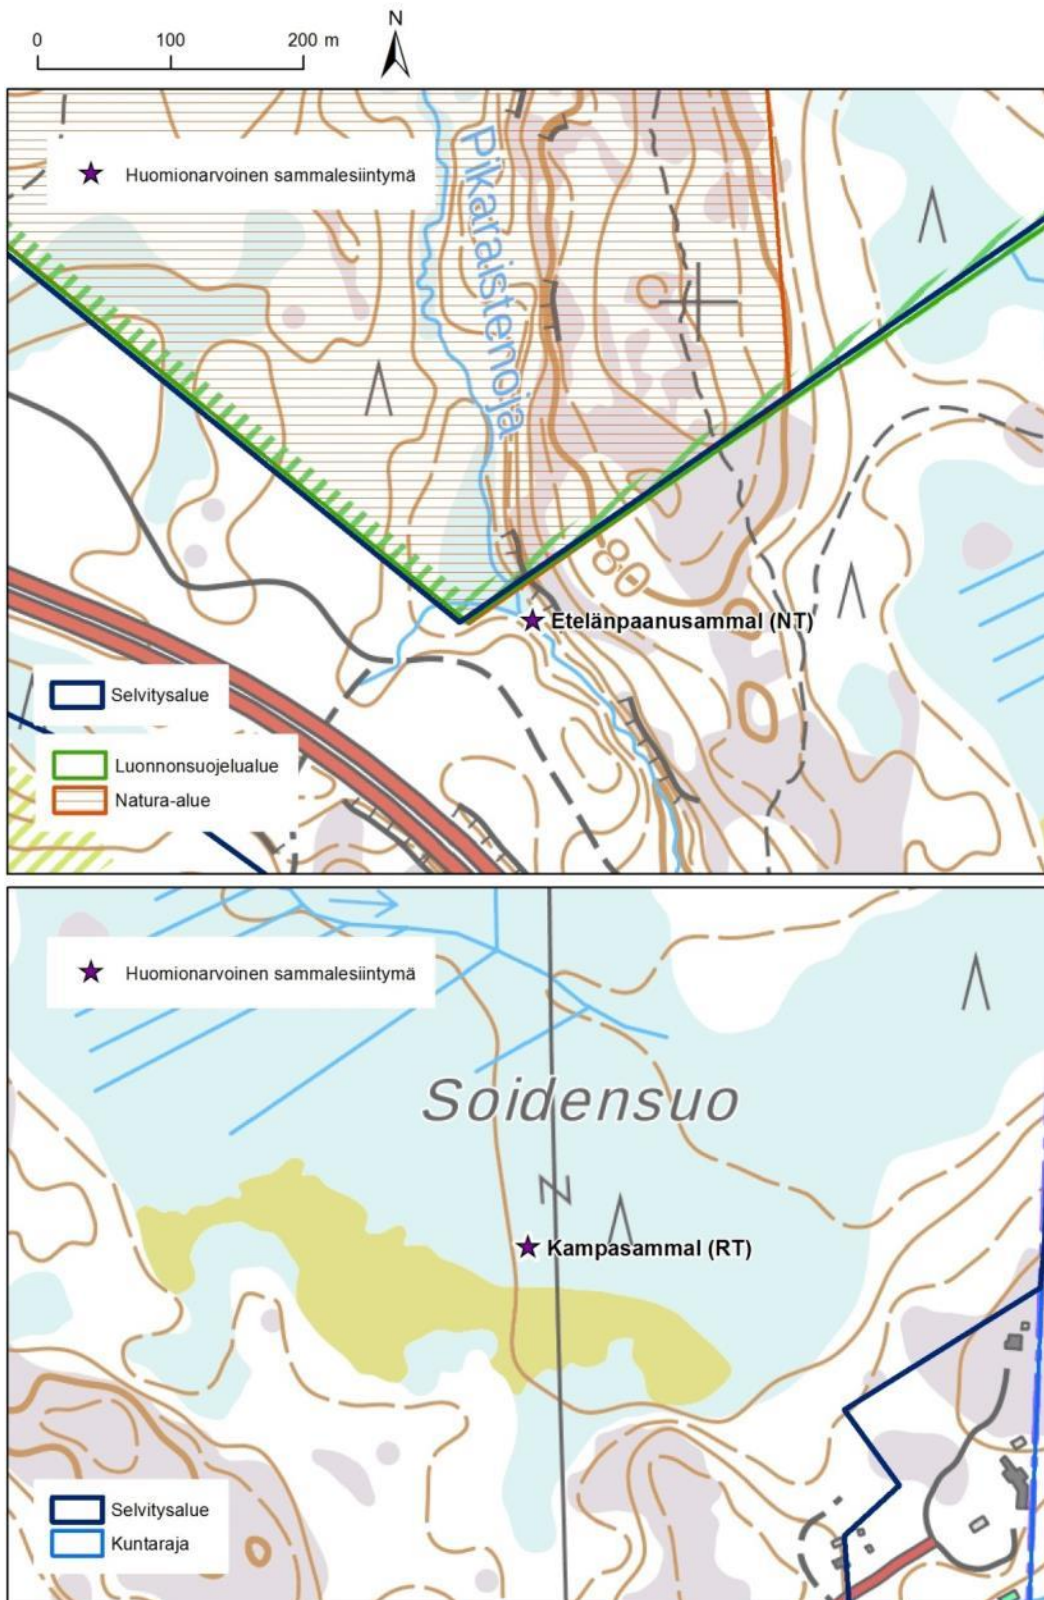 N
0 100 200 m
Huomionarvoinen sammalesiintymä
Pikaraistenoja
80
Etelänpaanusammal (NT)
Selvitysalue
Luonnonsuojelualue
Natura-alue
Huomionarvoinen sammalesiintymä
Soidensuo
Kampasammal (RT)
Selvitysalue
Kuntaraja